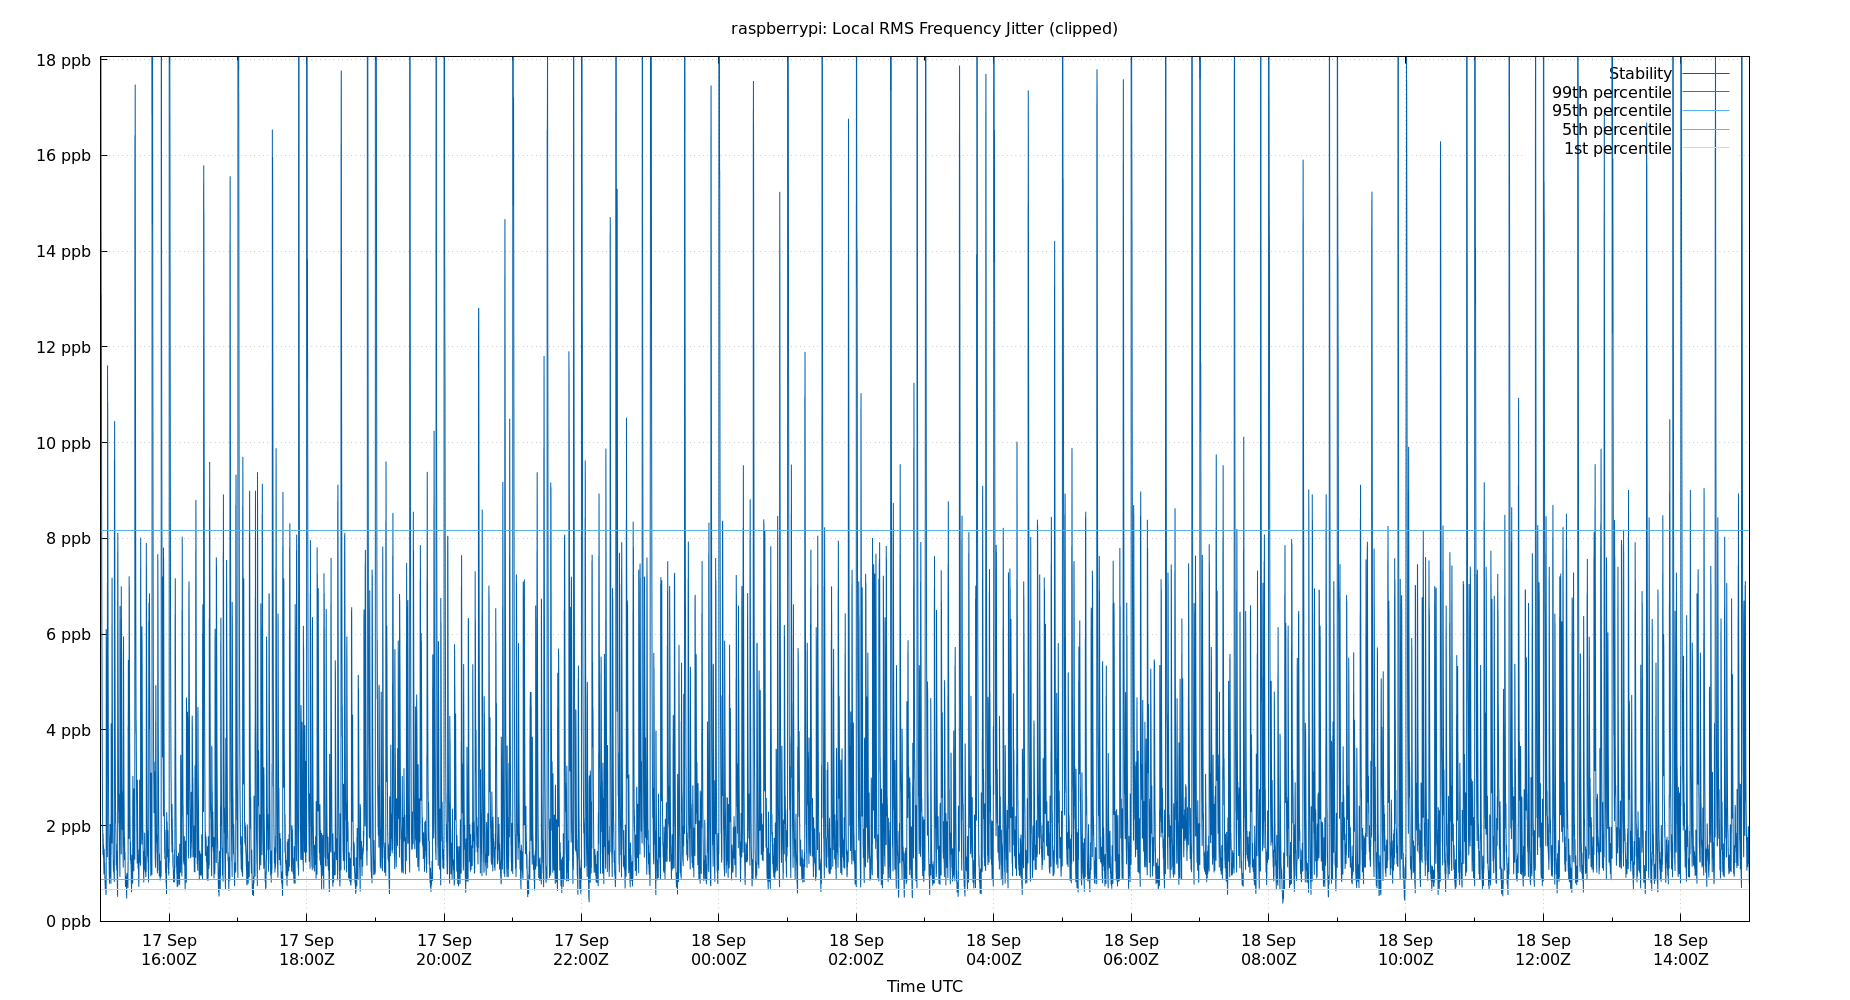 raspberrypi: Local RMS Frequency Jitter (clipped)
18 ppb
16 ppb
14 ppb
12 ppb
10 ppb
8 ppb
6 ppb
4 ppb
2 ppb
0 ppb
Stability
99th percentile
95th percentile
5th percentile
1st percentile
17 Sep 17 Sep 17 Sep 17 Sep 18 Sep 18 Sep 18 Sep 18 Sep 18 Sep 18 Sep 18 Sep 18 Sep
16:00Z 18:00Z 20:00Z 22:00Z 00:00Z 02:00Z 04:00Z 06:00Z 08:00Z 10:00Z 12:00Z 14:00Z
Time UTC